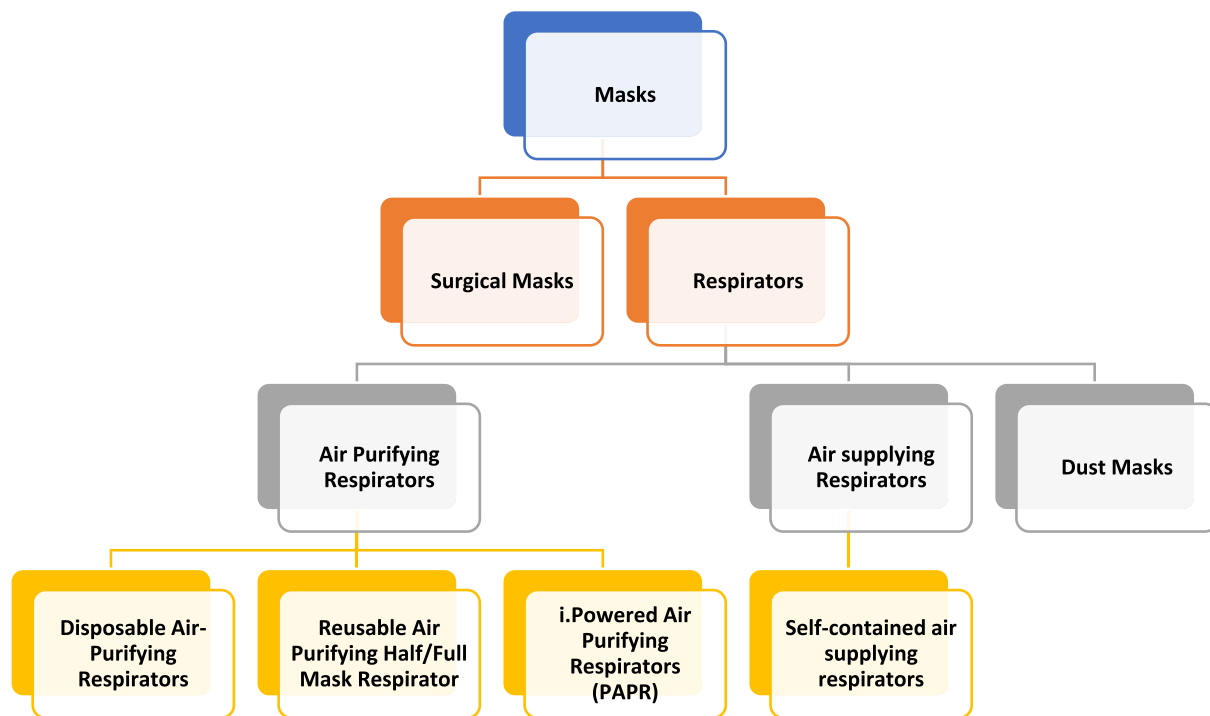 Masks
Surgical Masks
Respirators
Air Purifying
Respirators
Air supplying
Respirators
Dust Masks
Disposable Air-
Purifying
Respirators
Reusable Air
Purifying Half/Full
Mask Respirator
i.Powered Air
Purifying
Respirators
(PAPR)
Self-contained air
supplying
respirators